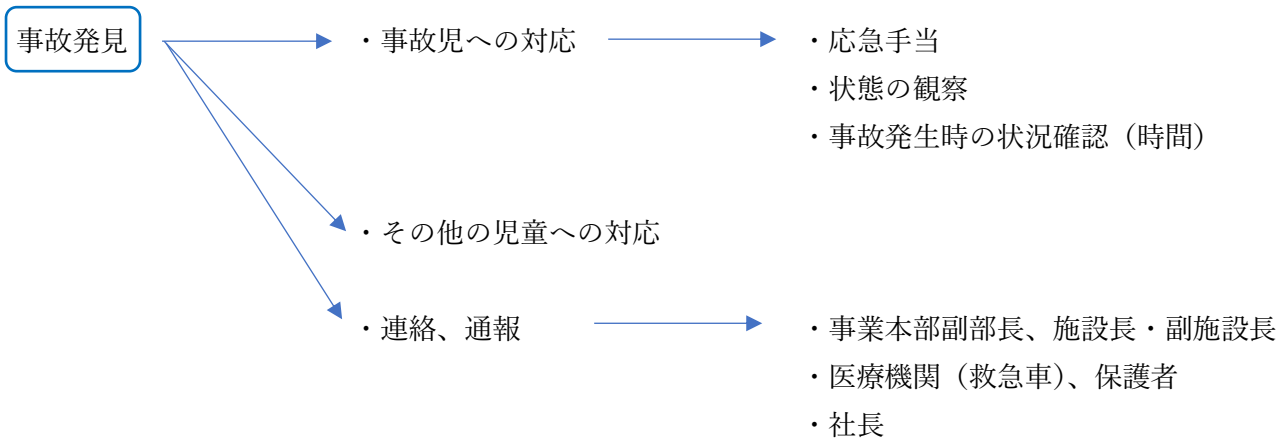 事故発見
・事故児への対応
・応急手当
・状態の観察
・事故発生時の状況確認（時間）
・その他の児童への対応
・連絡、通報
・事業本部副部長、施設長・副施設長
・医療機関（救急車）、保護者
・社長